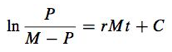 ln P/(M − P) = rMt + C